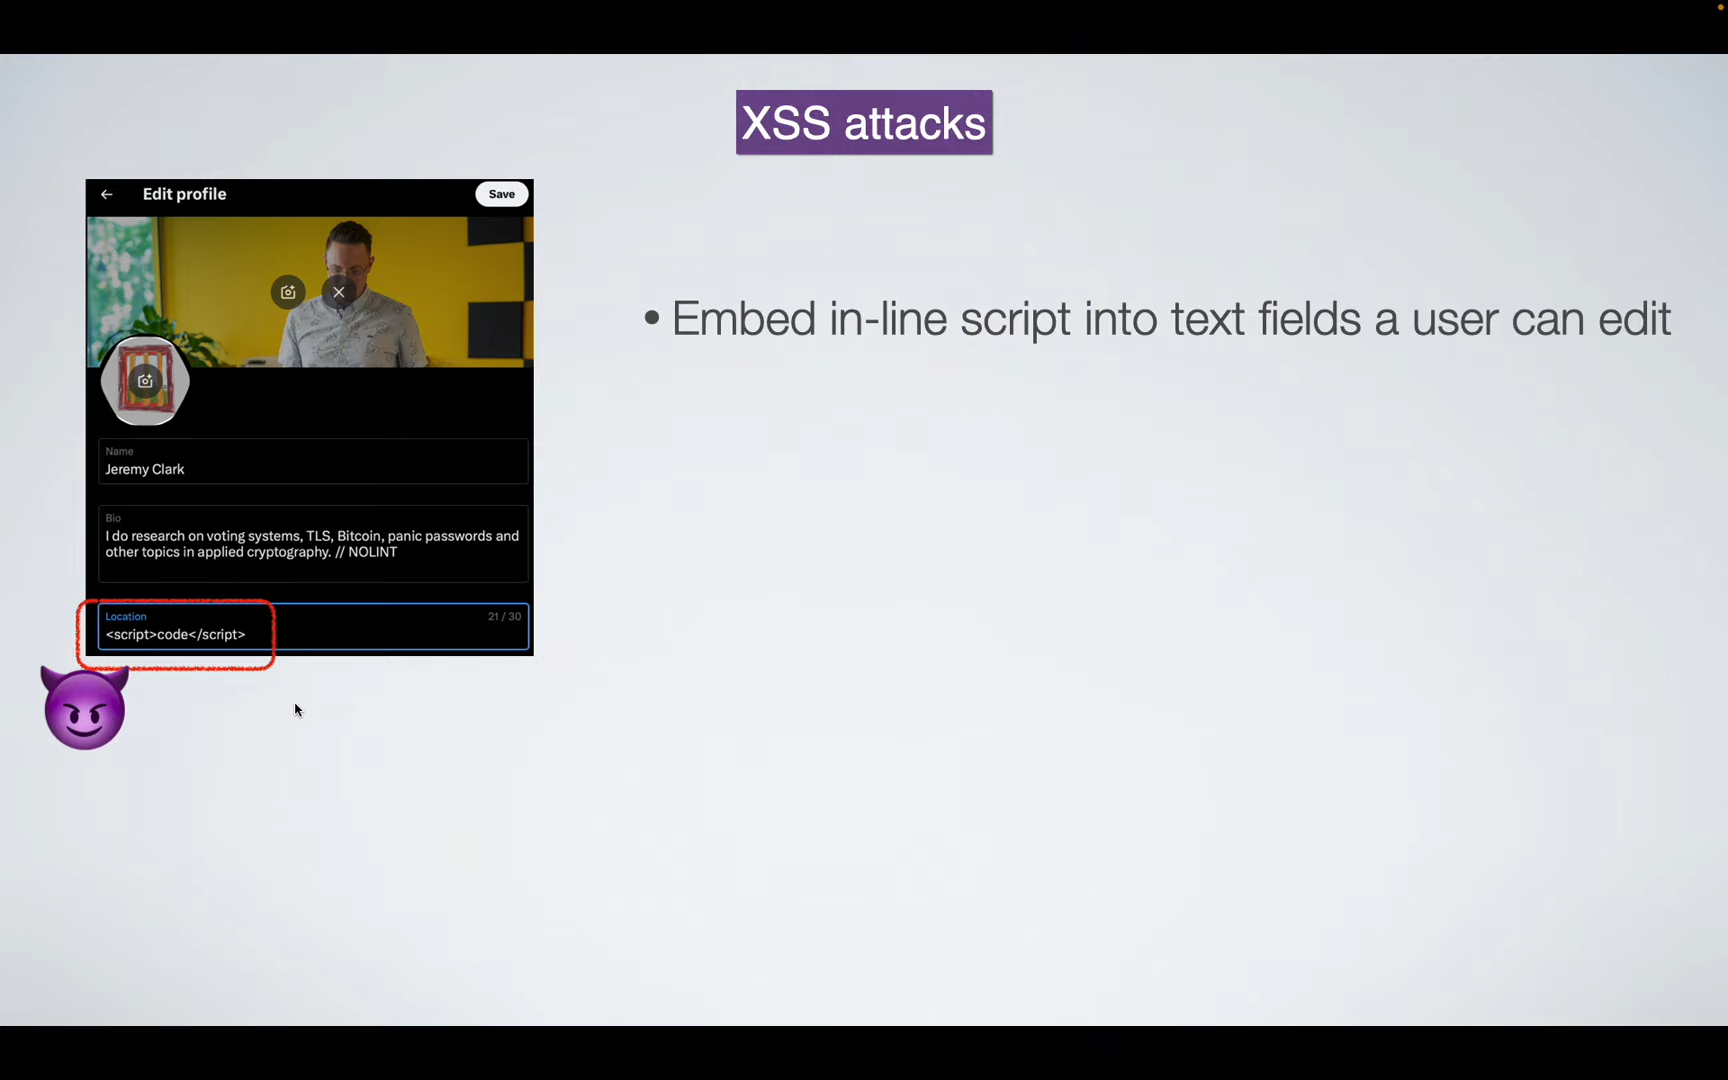 XSS attacks
Edit profile
Save
• Embed in-line script into text fields a user can edit
Name
Jeremy Clark
Bio
I do research on voting systems, TLS, Bitcoin, panic passwords and
other topics in applied cryptography. // NOLINT
Location
21 / 30
<script>code</script>